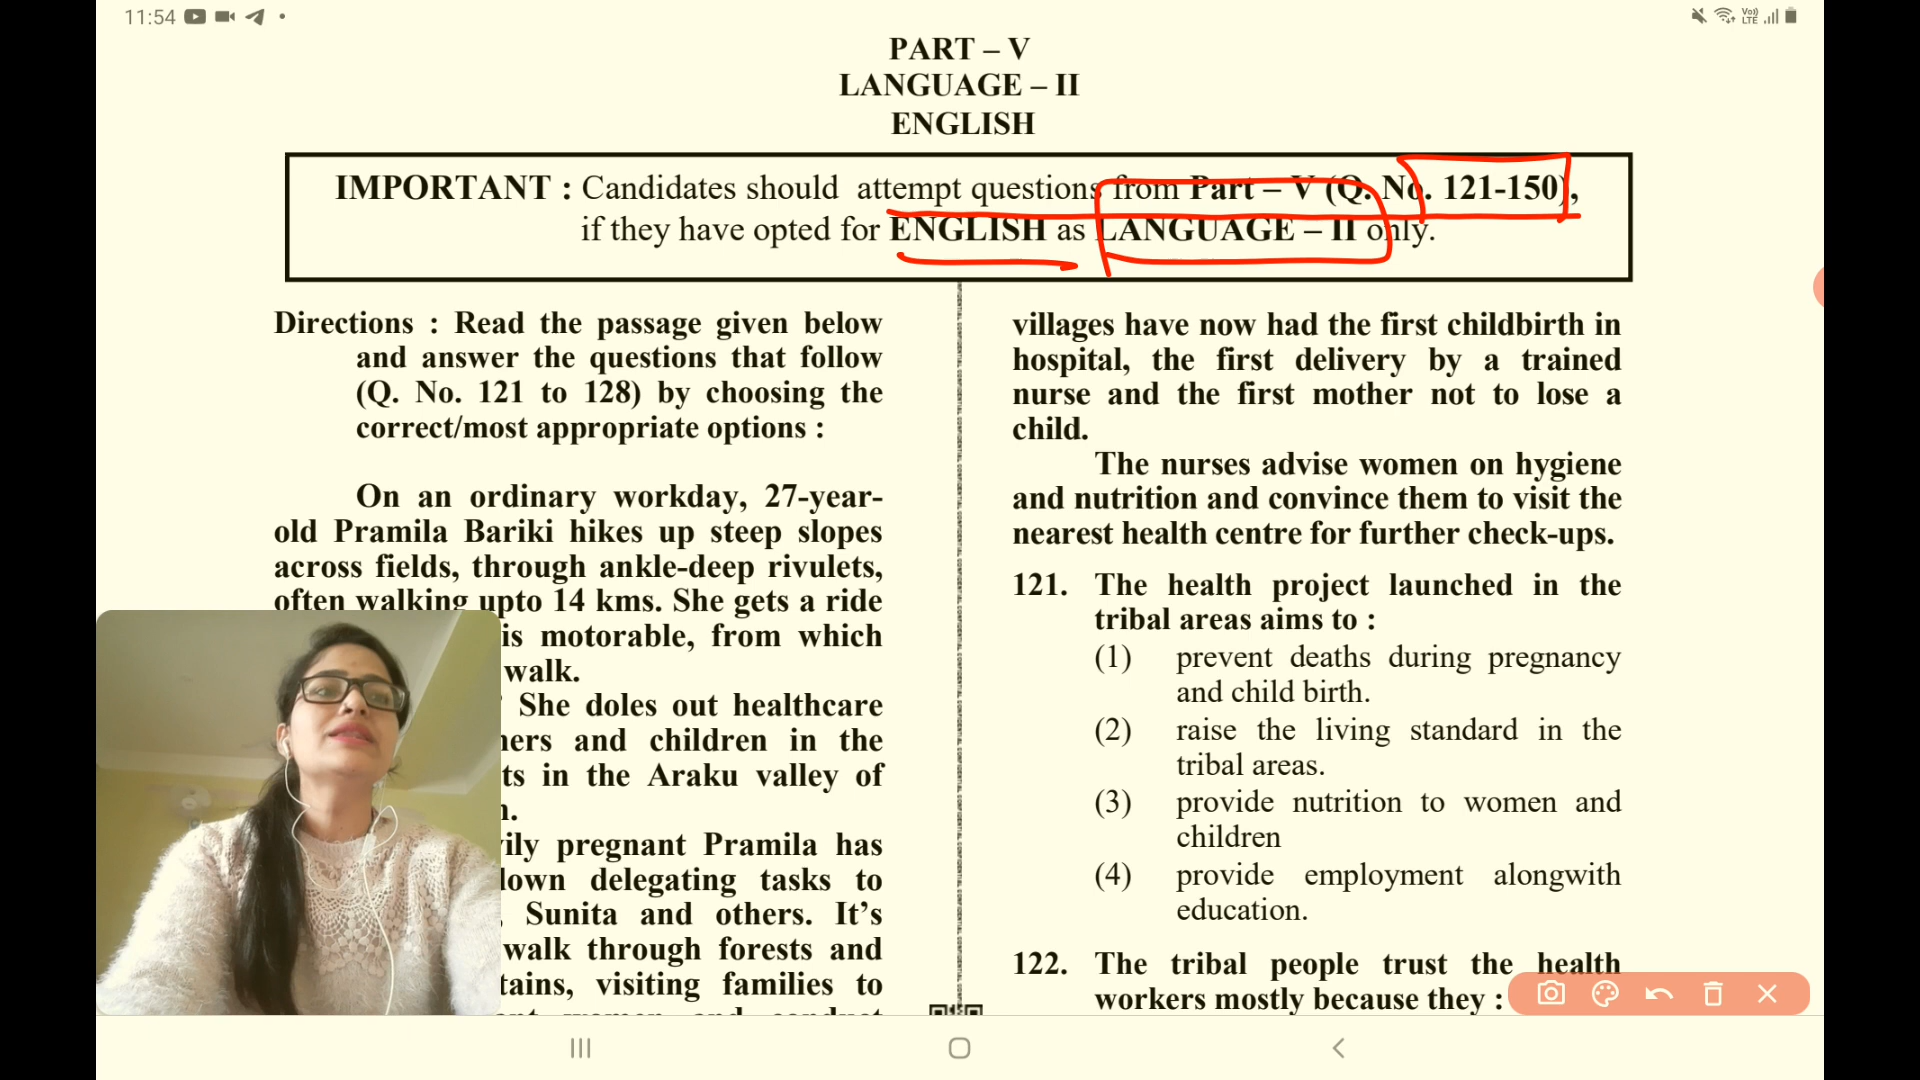 11:54
PART – V
LANGUAGE – II
ENGLISH
IMPORTANT : Candidates should attempt questions from Part – V (Q. No. 121-150),
if they have opted for ENGLISH as LANGUAGE – II only.
Directions : Read the passage given below
and answer the questions that follow
(Q. No. 121 to 128) by choosing the
correct/most appropriate options :
On an ordinary workday, 27-year-
old Pramila Bariki hikes up steep slopes
across fields, through ankle-deep rivulets,
often walking upto 14 kms. She gets a ride
is motorable, from which
walk.
She doles out healthcare
and children in the
in the Araku valley of
pregnant Pramila has
delegating tasks to
Sunita and others. It's
walk through forests and
visiting families to
women and conduct
villages have now had the first childbirth in
hospital, the first delivery by a trained
nurse and the first mother not to lose a
child.
The nurses advise women on hygiene
and nutrition and convince them to visit the
nearest health centre for further check-ups.
121. The health project launched in the
tribal areas aims to :
(1) prevent deaths during pregnancy
and child birth.
(2) raise the living standard in the
tribal areas.
(3) provide nutrition to women and
children
(4) provide employment alongwith
education.
122. The tribal people trust the health
workers mostly because they :